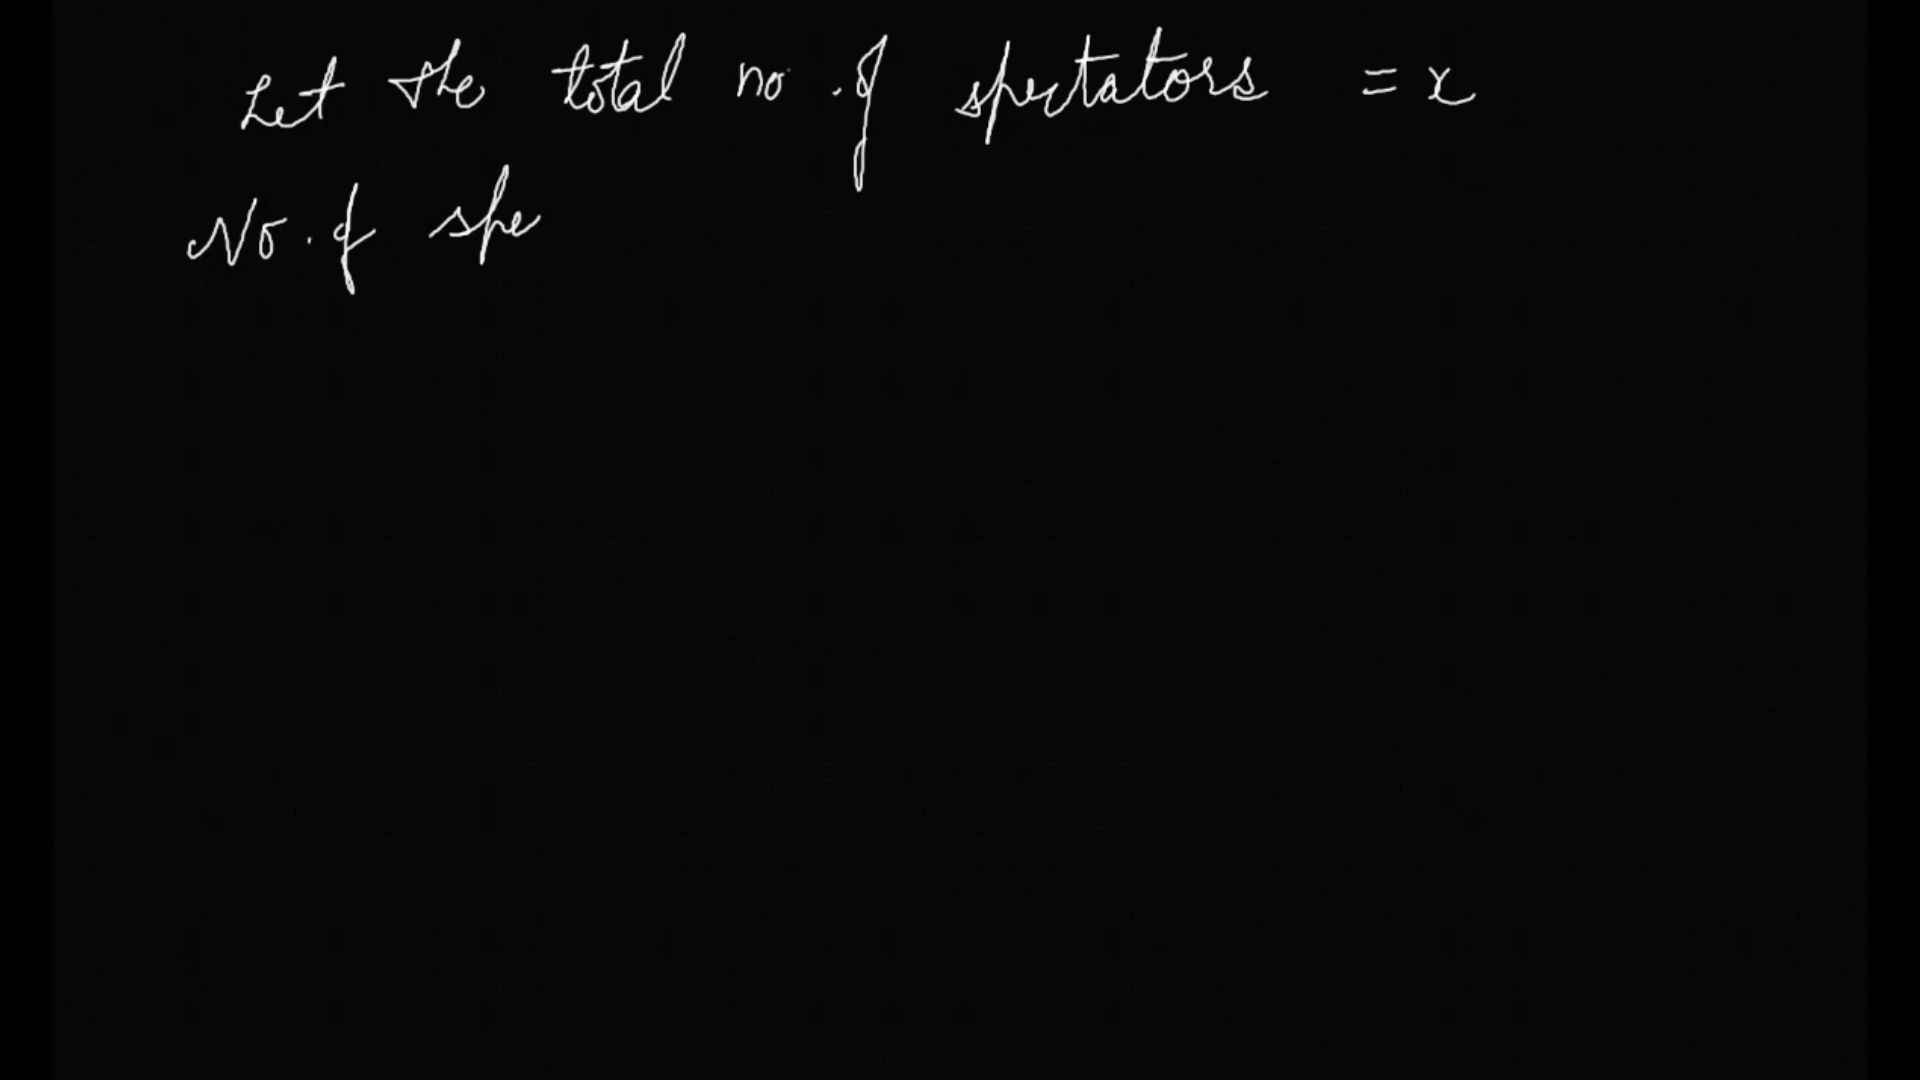 Let the total no. of spectators = x
No. of spe